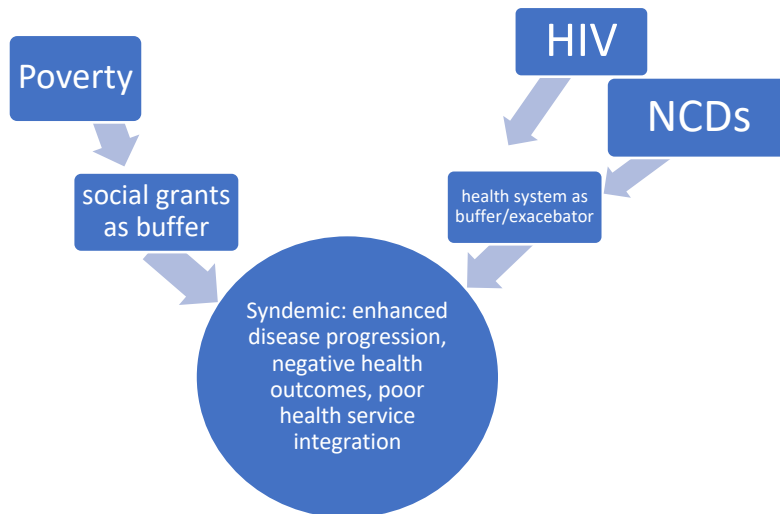 Poverty
HIV
NCDs
social grants
as buffer
health system as
buffer/exacebator
Syndemic: enhanced
disease progression,
negative health
outcomes, poor
health service
integration